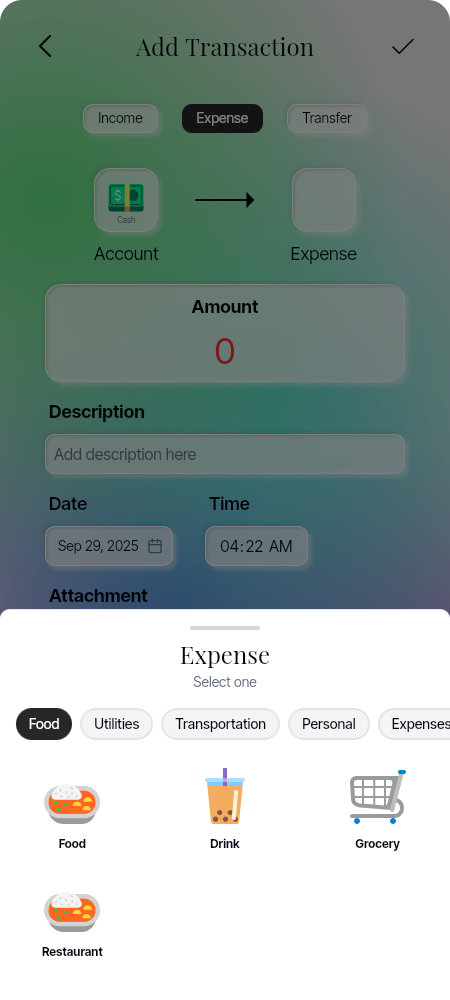 Add Transaction
Income Expense Transfer
$
Cash
Account Expense
Amount
0
Description
Add description here
Date Time
Sep 29, 2025 04:22 AM
Attachment
Expense
Select one
Food Utilities Transportation Personal Expenses
Food Drink Grocery
Restaurant